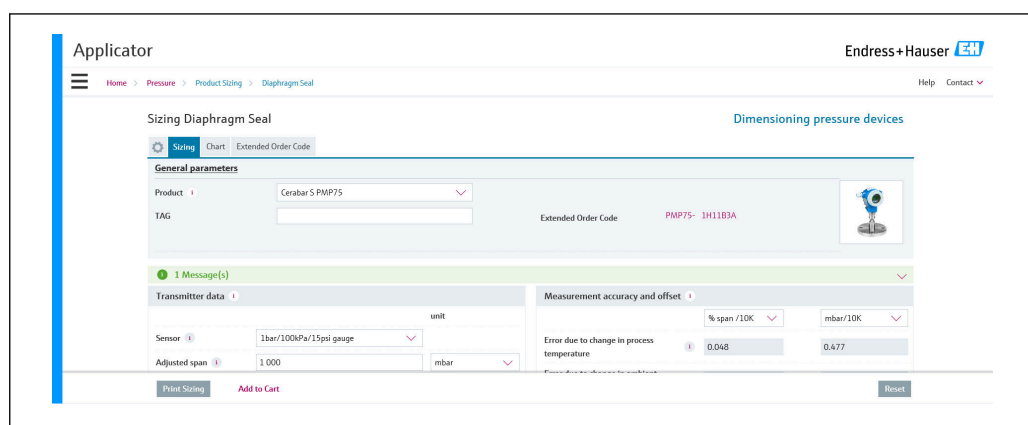 Applicator
Endress+Hauser EH
Home > Pressure > Product Sizing > Diaphragm Seal
Help Contact
Sizing Diaphragm Seal
Dimensioning pressure devices
Sizing Chart Extended Order Code
General parameters
Product i Cerabar S PMP75
TAG
Extended Order Code PMP75- 1H11B3A
i 1 Message(s)
Transmitter data i
Measurement accuracy and offset i
unit
% span /10K mbar/10K
Sensor i 1bar/100kPa/15psi gauge
Error due to change in process temperature i 0.048 0.477
Adjusted span i 1 000 mbar
Print Sizing Add to Cart Reset